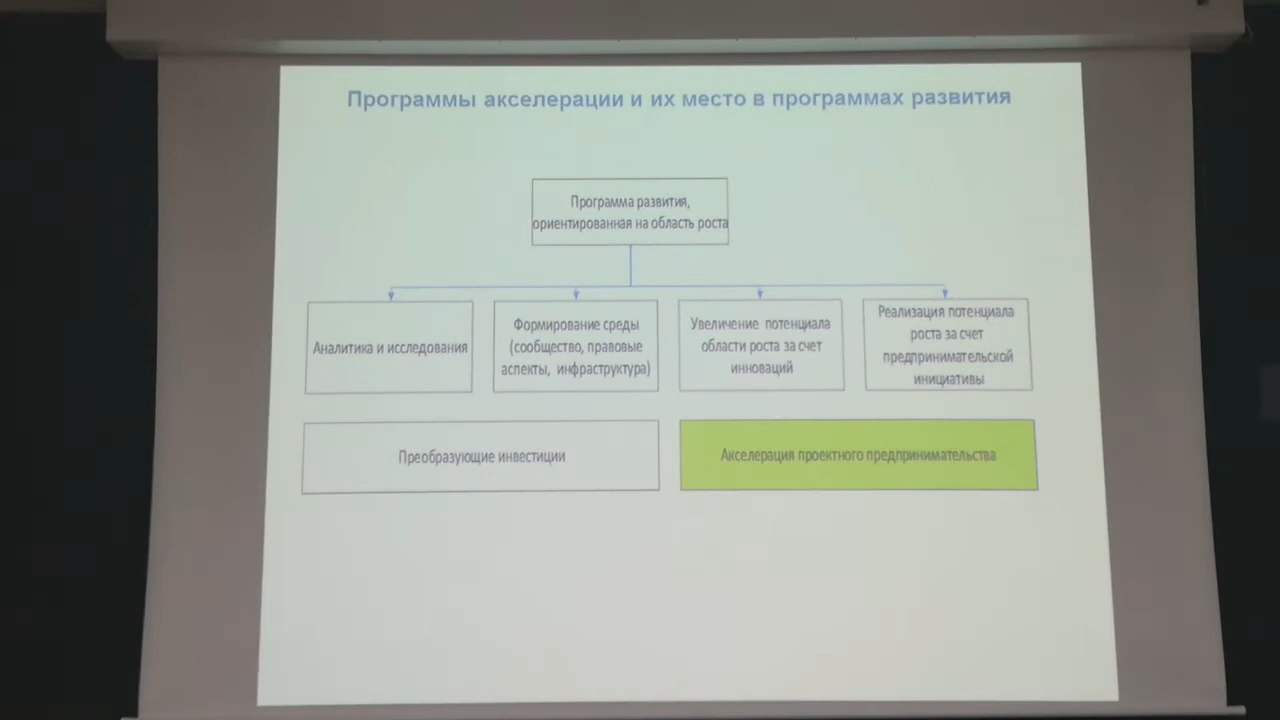 Программы акселерации и их место в программах развития
Программа развития,
ориентированная на область роста
Аналитика и исследования
Формирование среды
(сообщество, правовые
аспекты, инфраструктура)
Увеличение потенциала
области роста за счет
инноваций
Реализация потенциала
роста за счет
предпринимательской
инициативы
Преобразующие инвестиции
Акселерация проектного предпринимательства